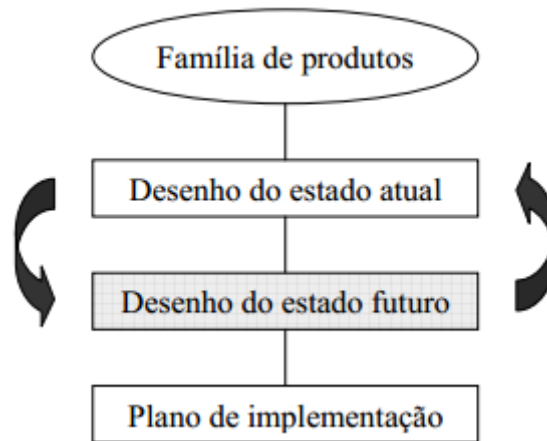 Família de produtos
Desenho do estado atual
Desenho do estado futuro
Plano de implementação